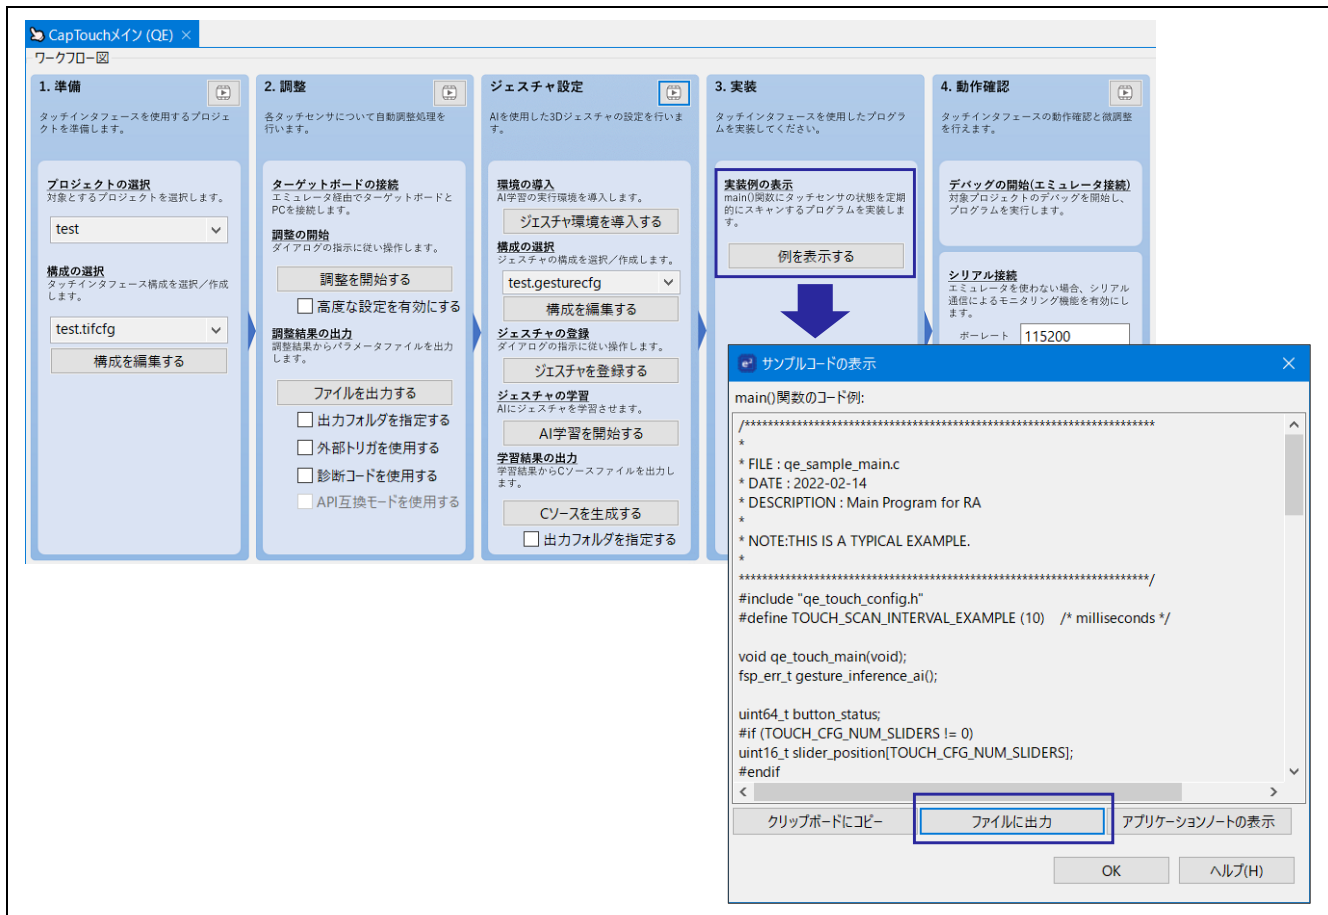 CapTouchメイン (QE)
ワークフロー図
1. 準備
タッチインタフェースを使用するプロジェ
クトを準備します。
プロジェクトの選択
対象とするプロジェクトを選択します。
test
構成の選択
タッチインタフェース構成を選択／作成
します。
test.tifcfg
構成を編集する
2. 調整
各タッチセンサについて自動調整処理を
行います。
ターゲットボードの接続
エミュレータ経由でターゲットボードと
PCを接続します。
調整の開始
ダイアログの指示に従い操作します。
調整を開始する
高度な設定を有効にする
調整結果の出力
調整結果からパラメータファイルを出力
します。
ファイルを出力する
出力フォルダを指定する
外部トリガを使用する
診断コードを使用する
API互換モードを使用する
ジェスチャ設定
AIを使用した3Dジェスチャの設定を行いま
す。
環境の導入
AI学習の実行環境を導入します。
ジェスチャ環境を導入する
構成の選択
ジェスチャの構成を選択／作成します。
test.gesturecfg
構成を編集する
ジェスチャの登録
ダイアログの指示に従い操作します。
ジェスチャを登録する
ジェスチャの学習
AIにジェスチャを学習させます。
AI学習を開始する
学習結果の出力
学習結果からCソースファイルを出力し
ます。
Cソースを生成する
出力フォルダを指定する
3. 実装
タッチインタフェースを使用したプログラ
ムを実装してください。
実装例の表示
main()関数にタッチセンサの状態を定期
的にスキャンするプログラムを実装しま
す。
例を表示する
4. 動作確認
タッチインタフェースの動作確認と微調整
を行えます。
デバッグの開始(エミュレータ接続)
対象プロジェクトのデバッグを開始し、
プログラムを実行します。
シリアル接続
エミュレータを使わない場合、シリアル
通信によるモニタリング機能を有効にし
ます。
ボーレート 115200
e² サンプルコードの表示
main()関数のコード例:
/***********************************************************************
*
* FILE : qe_sample_main.c
* DATE : 2022-02-14
* DESCRIPTION : Main Program for RA
*
* NOTE:THIS IS A TYPICAL EXAMPLE.
*
***********************************************************************/
#include "qe_touch_config.h"
#define TOUCH_SCAN_INTERVAL_EXAMPLE (10) /* milliseconds */
void qe_touch_main(void);
fsp_err_t gesture_inference_ai();
uint64_t button_status;
#if (TOUCH_CFG_NUM_SLIDERS != 0)
uint16_t slider_position[TOUCH_CFG_NUM_SLIDERS];
#endif
クリップボードにコピー
ファイルに出力
アプリケーションノートの表示
OK
ヘルプ(H)